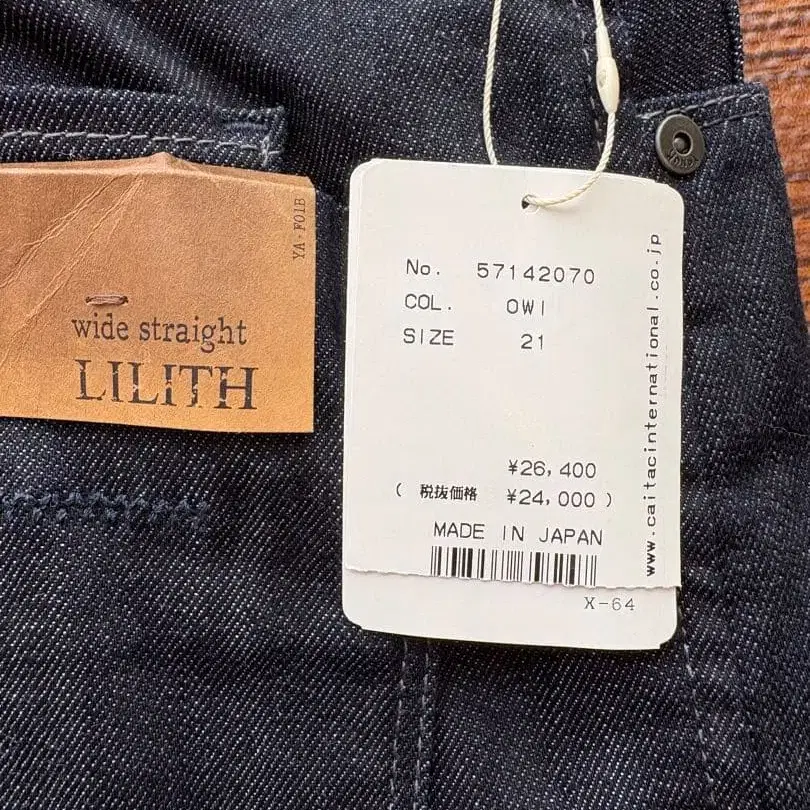 YA-F01B
wide straight
LILITH
No. 57142070
COL. OWI
SIZE 21
¥26,400
( 税抜価格 ¥24,000 )
MADE IN JAPAN
X-64
www.caitacinternational.co.jp